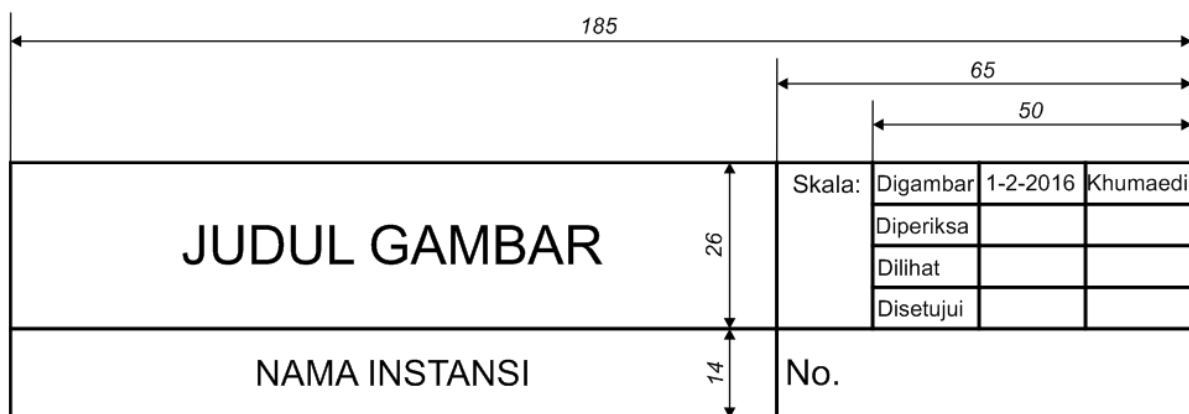 185
65
50
JUDUL GAMBAR
26
Skala:
Digambar 1-2-2016 Khumaedi
Diperiksa
Dilihat
Disetujui
NAMA INSTANSI
14
No.